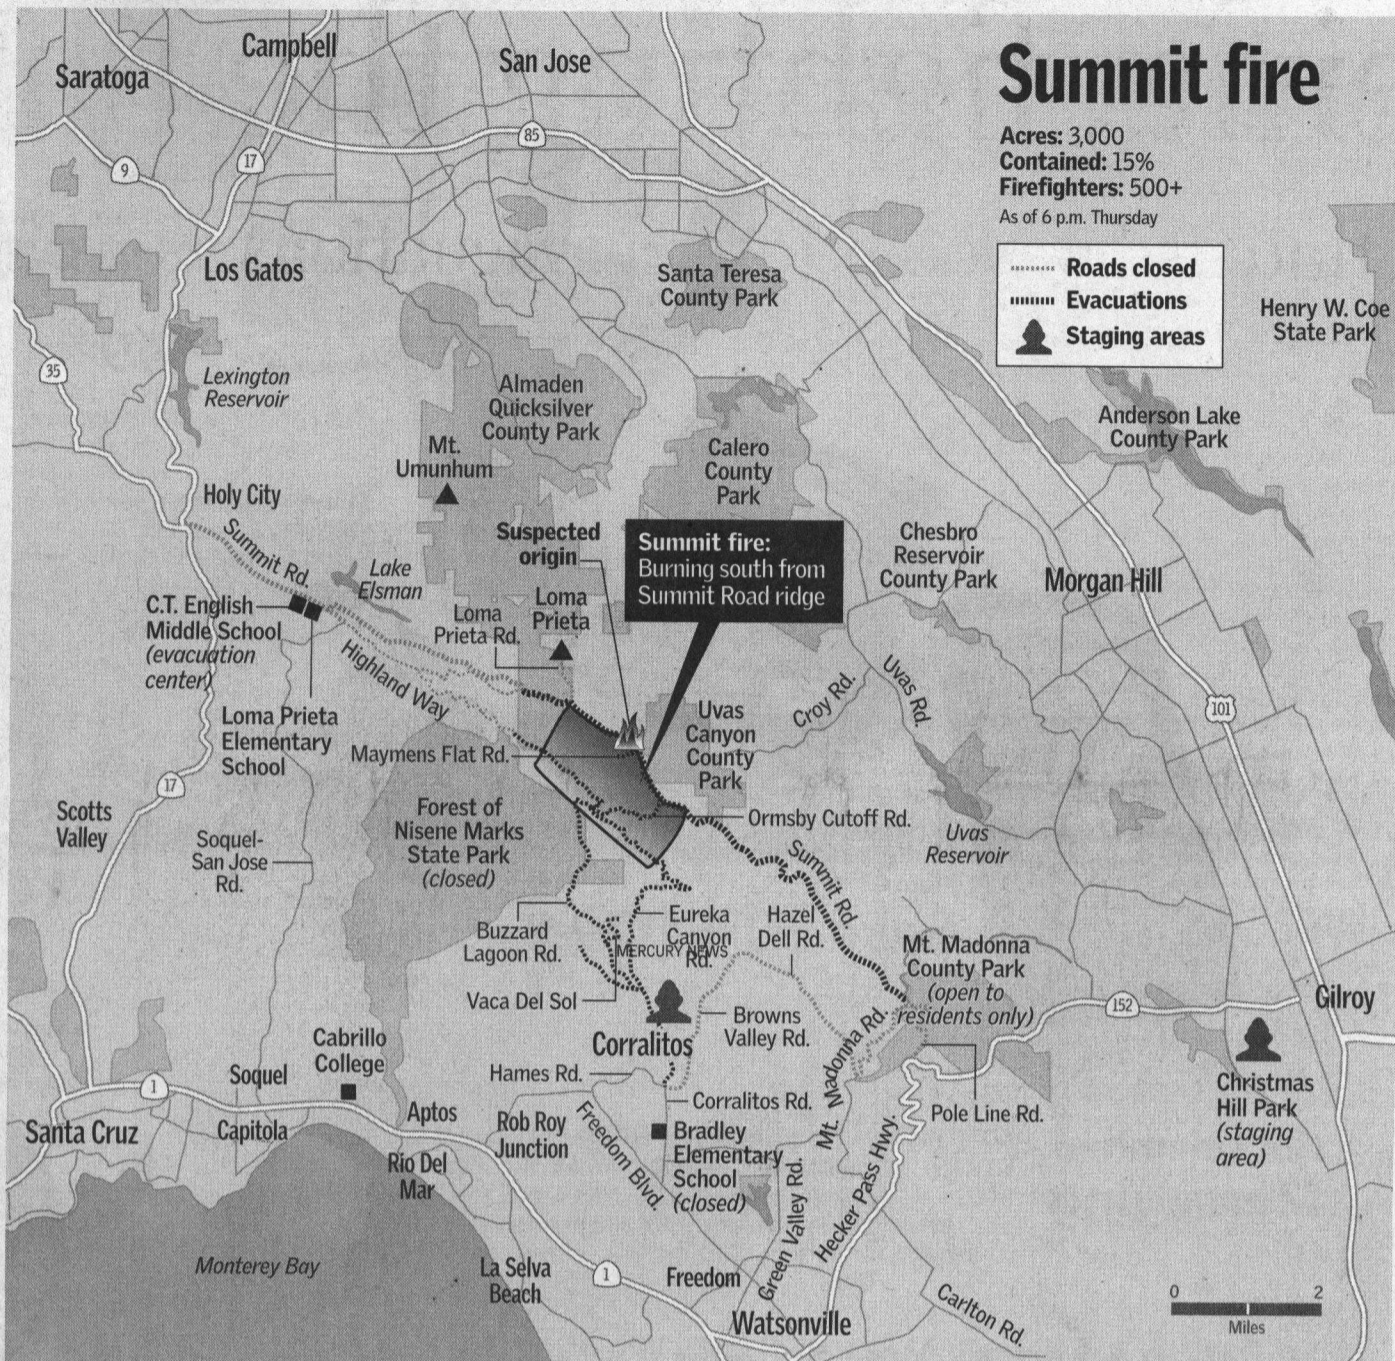 Summit fire
Acres: 3,000
Contained: 15%
Firefighters: 500+
As of 6 p.m. Thursday
Roads closed
Evacuations
Staging areas
Campbell
Saratoga
San Jose
85
17
9
Los Gatos
Santa Teresa
County Park
Henry W. Coe
State Park
35
Lexington
Reservoir
Almaden
Quicksilver
County Park
Anderson Lake
County Park
Mt.
Umunhum
Calero
County
Park
Holy City
Suspected
origin
Summit fire:
Burning south from
Summit Road ridge
Chesbro
Reservoir
County Park
Morgan Hill
Summit Rd.
Lake
Elsman
C.T. English
Middle School
(evacuation
center)
Loma
Prieta Rd.
Loma
Prieta
Highland Way
Croy Rd.
Uvas Rd.
101
Loma Prieta
Elementary
School
Uvas
Canyon
County
Park
Maymens Flat Rd.
17
Scotts
Valley
Forest of
Nisene Marks
State Park
(closed)
Ormsby Cutoff Rd.
Uvas
Reservoir
Soquel-
San Jose
Rd.
Summit Rd.
Buzzard
Lagoon Rd.
Eureka
Canyon
Rd.
MERCURY NEWS
Hazel
Dell Rd.
Mt. Madonna
County Park
(open to
residents only)
152
Gilroy
Vaca Del Sol
Browns
Valley Rd.
Mt. Madonna Rd.
Corralitos
Cabrillo
College
Hames Rd.
Soquel
1
Corralitos Rd.
Pole Line Rd.
Christmas
Hill Park
(staging
area)
Santa Cruz
Capitola
Aptos
Rob Roy
Junction
Freedom Blvd.
Bradley
Elementary
School
(closed)
Rio Del
Mar
Green Valley Rd.
Hecker Pass Hwy.
Monterey Bay
La Selva
Beach
1
Freedom
Watsonville
Carlton Rd.
0 2
Miles